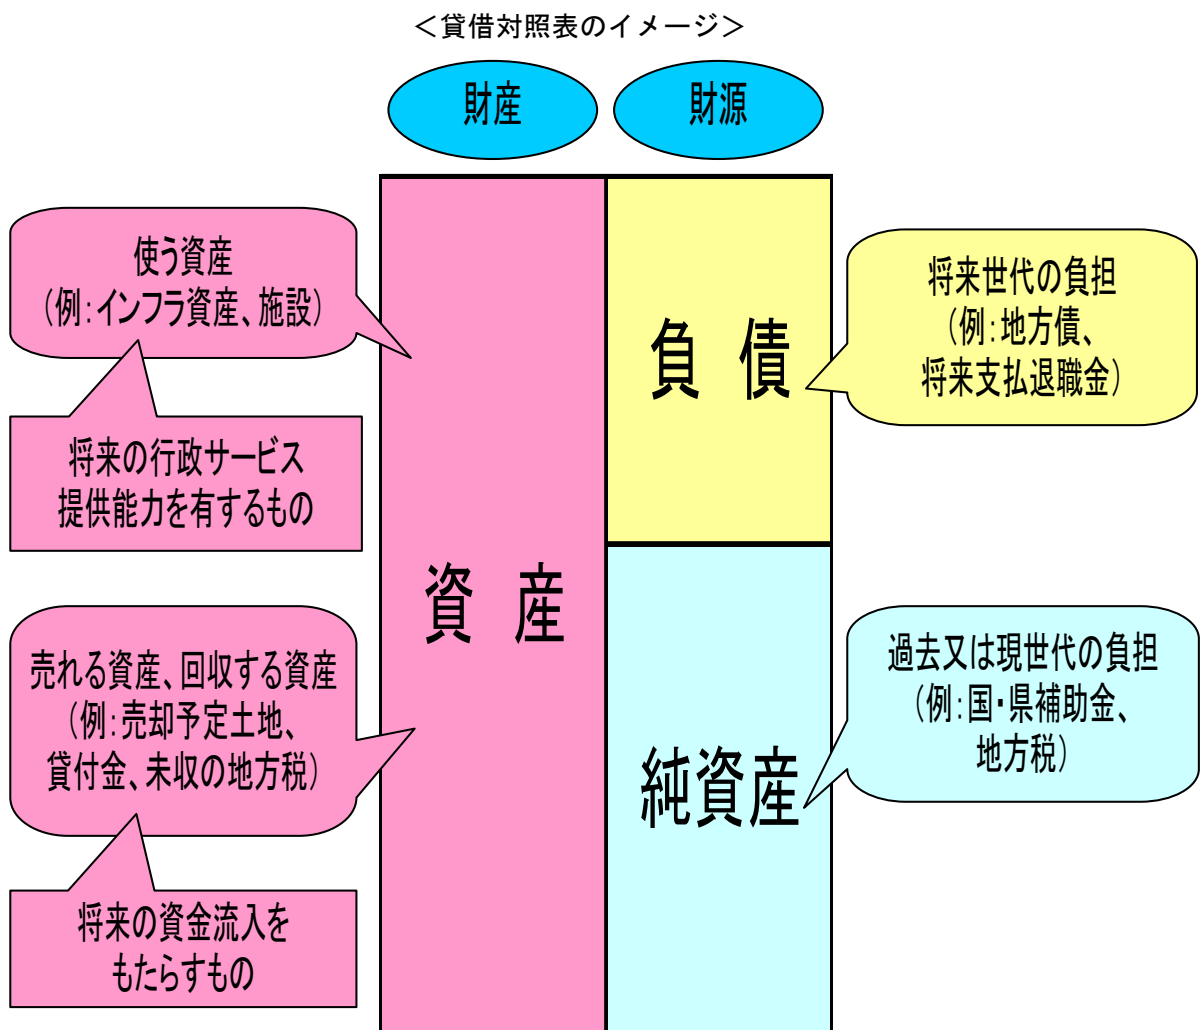 ＜貸借対照表のイメージ＞
財産
財源
使う資産
（例：インフラ資産、施設）
将来の行政サービス
提供能力を有するもの
売れる資産、回収する資産
（例：売却予定土地、
貸付金、未収の地方税）
将来の資金流入を
もたらすもの
資　産
負　債
純資産
将来世代の負担
（例：地方債、
将来支払退職金）
過去又は現世代の負担
（例：国・県補助金、
地方税）